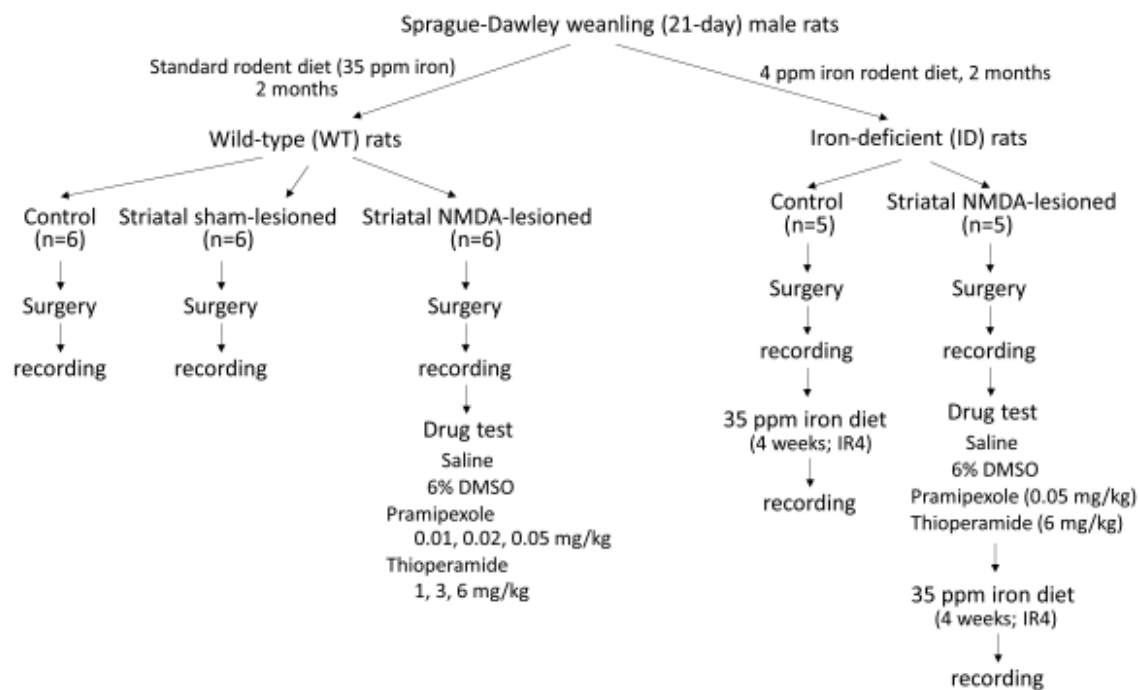 Sprague-Dawley weanling (21-day) male rats
Standard rodent diet (35 ppm iron)
2 months
4 ppm iron rodent diet, 2 months
Wild-type (WT) rats
Iron-deficient (ID) rats
Control
(n=6)
Striatal sham-lesioned
(n=6)
Striatal NMDA-lesioned
(n=6)
Control
(n=5)
Striatal NMDA-lesioned
(n=5)
Surgery
Surgery
Surgery
Surgery
Surgery
recording
recording
recording
recording
recording
Drug test
Saline
6% DMSO
Pramipexole
0.01, 0.02, 0.05 mg/kg
Thioperamide
1, 3, 6 mg/kg
35 ppm iron diet
(4 weeks; IR4)
recording
Drug test
Saline
6% DMSO
Pramipexole (0.05 mg/kg)
Thioperamide (6 mg/kg)
35 ppm iron diet
(4 weeks; IR4)
recording